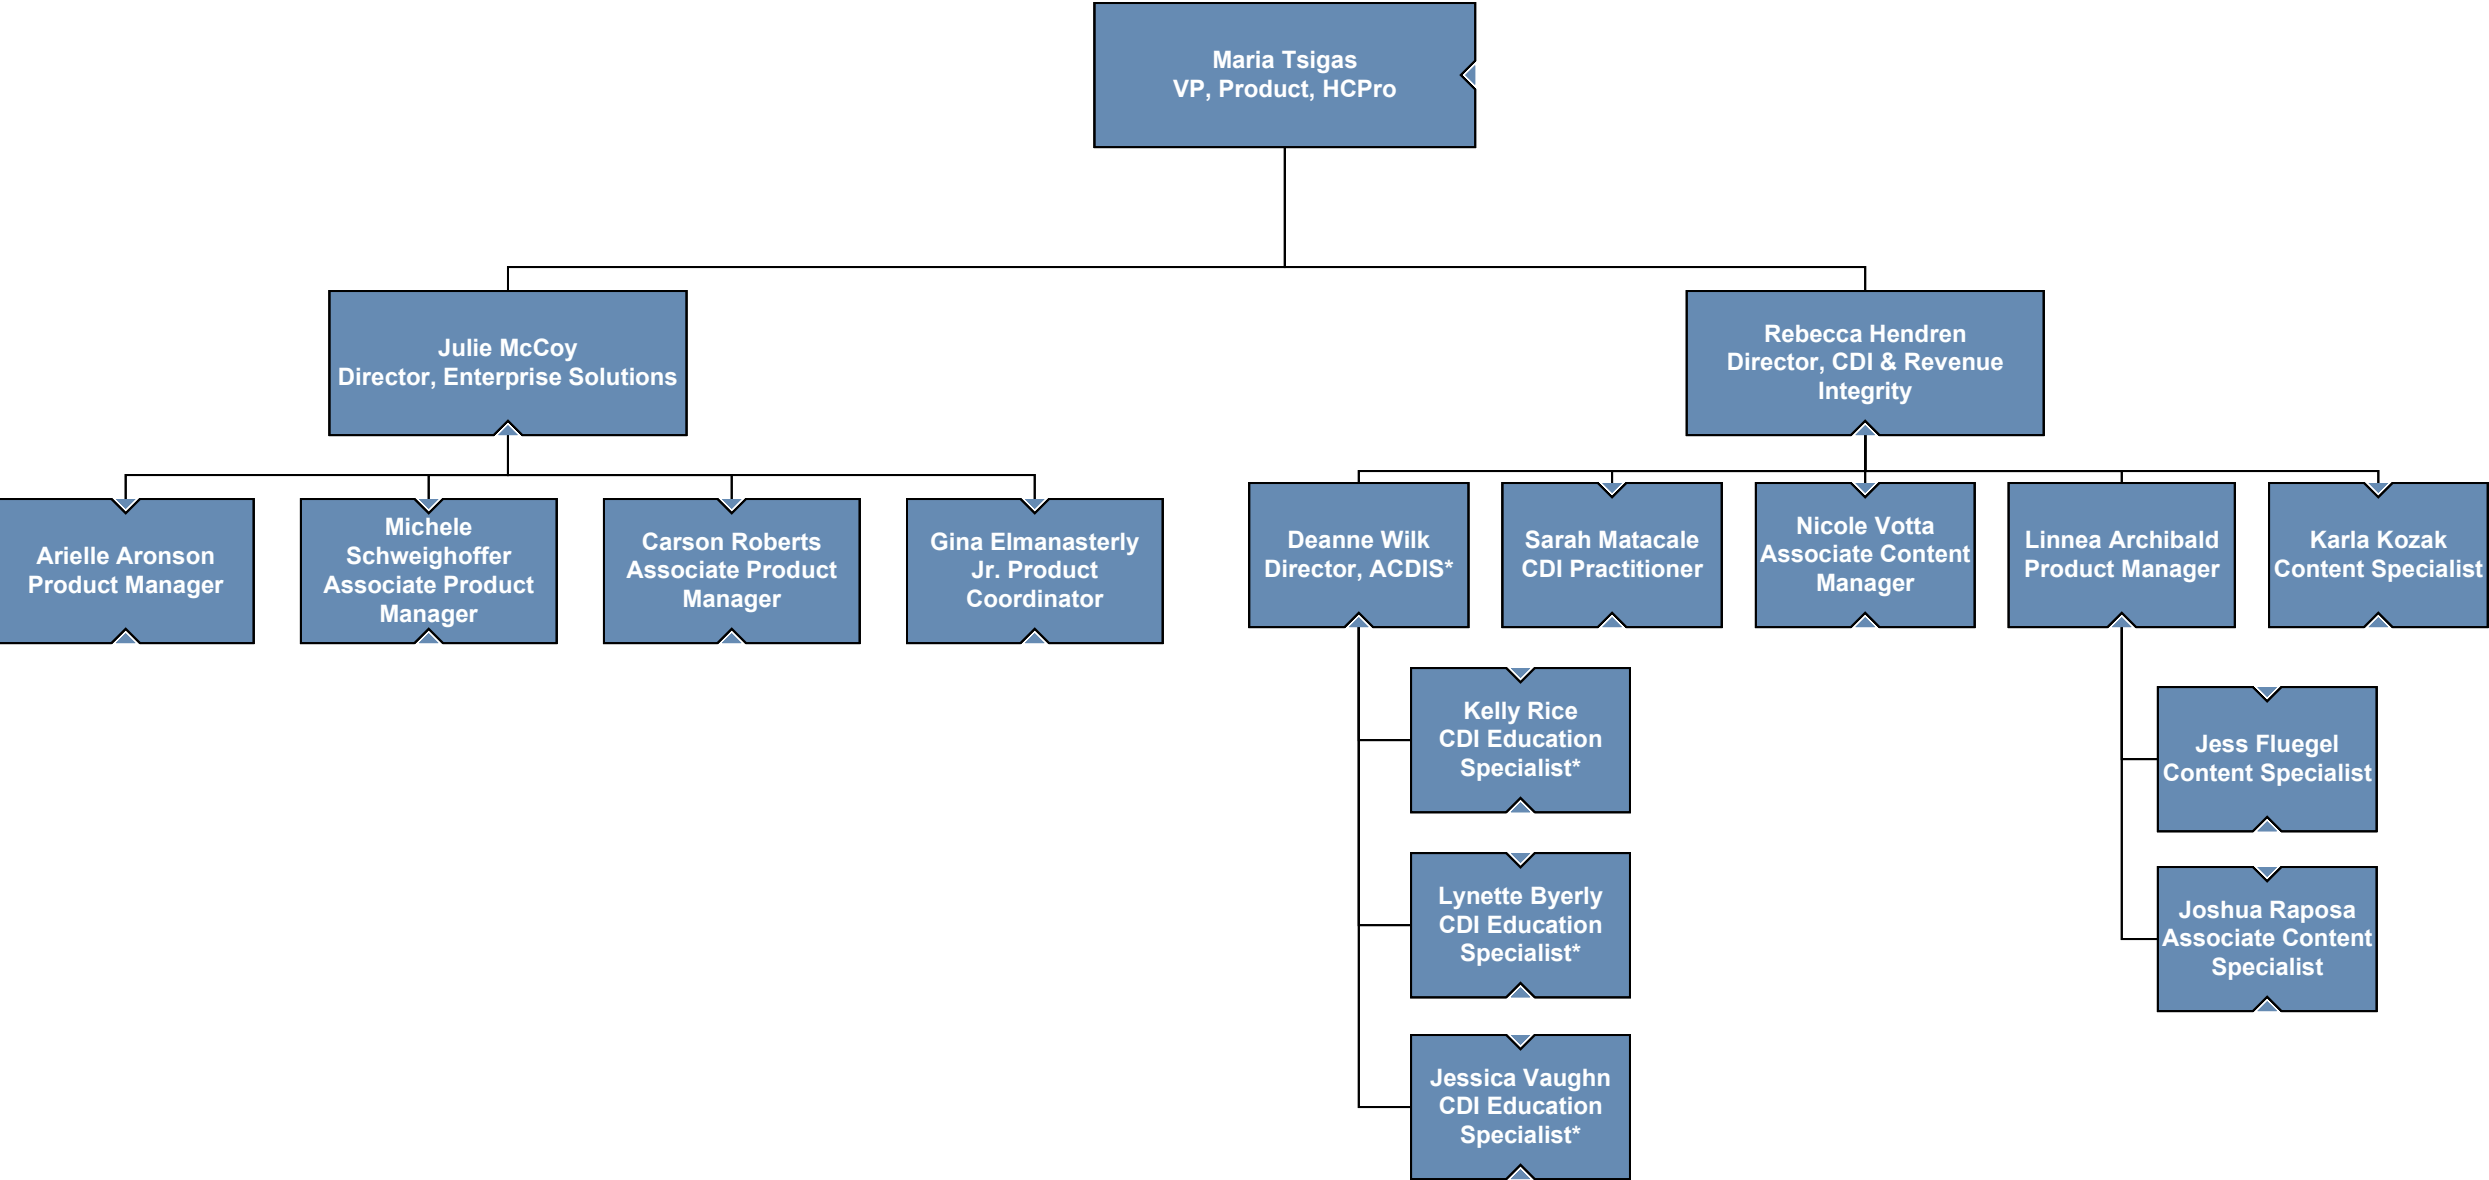 Maria Tsigas
VP, Product, HCPro
Julie McCoy
Director, Enterprise Solutions
Rebecca Hendren
Director, CDI & Revenue
Integrity
Arielle Aronson
Product Manager
Michele
Schweighoffer
Associate Product
Manager
Carson Roberts
Associate Product
Manager
Gina Elmanasterly
Jr. Product
Coordinator
Deanne Wilk
Director, ACDIS*
Sarah Matacale
CDI Practitioner
Nicole Votta
Associate Content
Manager
Linnea Archibald
Product Manager
Karla Kozak
Content Specialist
Kelly Rice
CDI Education
Specialist*
Lynette Byerly
CDI Education
Specialist*
Jessica Vaughn
CDI Education
Specialist*
Jess Fluegel
Content Specialist
Joshua Raposa
Associate Content
Specialist